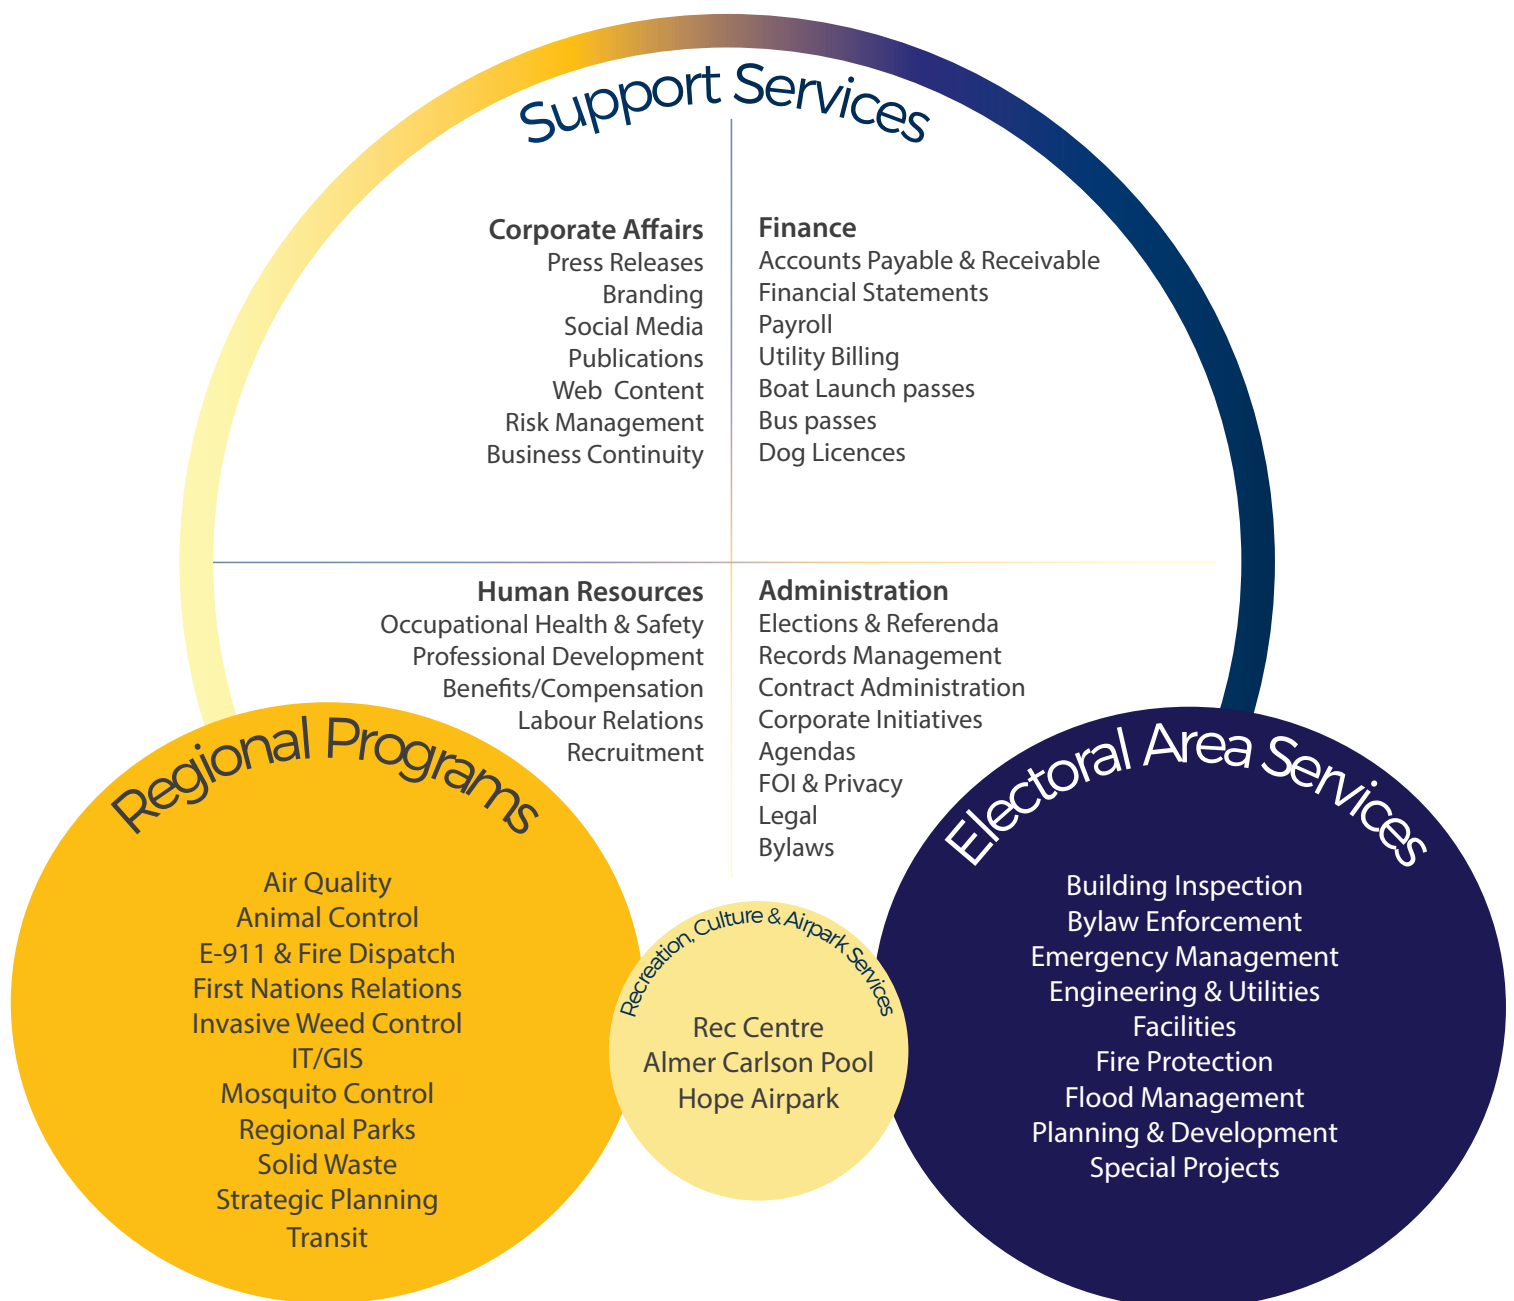 Support Services
Corporate Affairs
Press Releases
Branding
Social Media
Publications
Web  Content
Risk Management
Business Continuity
Finance
Accounts Payable & Receivable
Financial Statements
Payroll
Utility Billing
Boat Launch passes
Bus passes
Dog Licences
Human Resources
Occupational Health & Safety
Professional Development
Benefits/Compensation
Labour Relations
Recruitment
Administration
Elections & Referenda
Records Management
Contract Administration
Corporate Initiatives
Agendas
FOI & Privacy
Legal
Bylaws
Regional Programs
Air Quality
Animal Control
E-911 & Fire Dispatch
First Nations Relations
Invasive Weed Control
IT/GIS
Mosquito Control
Regional Parks
Solid Waste
Strategic Planning
Transit
Recreation, Culture & Airpark Services
Rec Centre
Almer Carlson Pool
Hope Airpark
Electoral Area Services
Building Inspection
Bylaw Enforcement
Emergency Management
Engineering & Utilities
Facilities
Fire Protection
Flood Management
Planning & Development
Special Projects